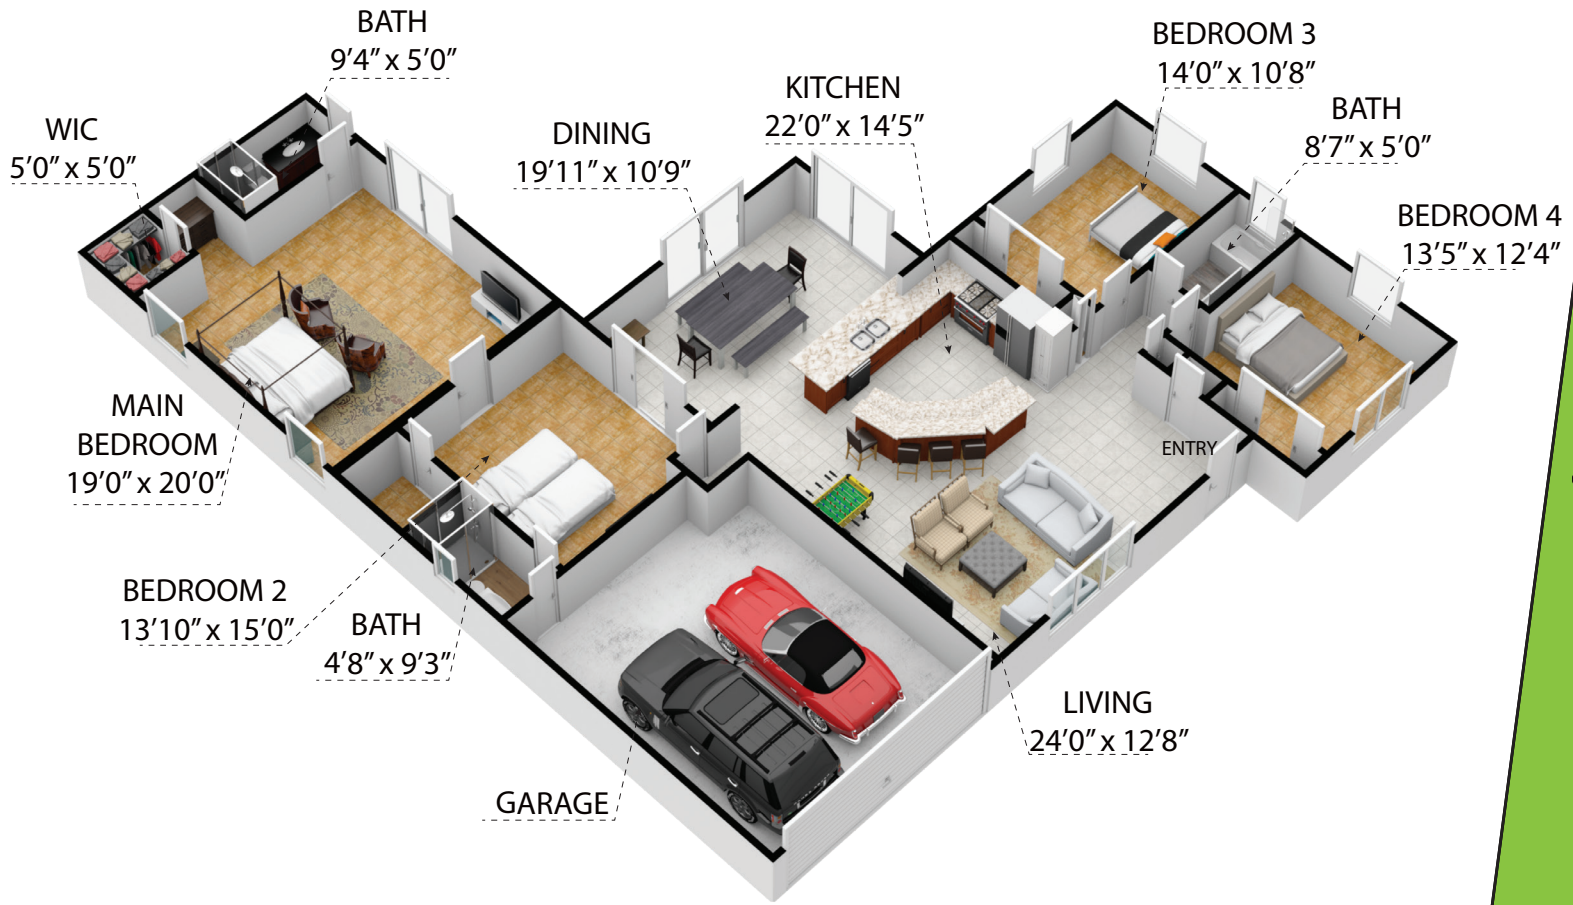 BATH
9’4” x 5’0”
WIC
5’0” x 5’0”
DINING
19’11” x 10’9”
KITCHEN
22’0” x 14’5”
BEDROOM 3
14’0” x 10’8”
BATH
8’7” x 5’0”
BEDROOM 4
13’5” x 12’4”
MAIN
BEDROOM
19’0” x 20’0”
ENTRY
BEDROOM 2
13’10” x 15’0”
BATH
4’8” x 9’3”
LIVING
24’0” x 12’8”
GARAGE